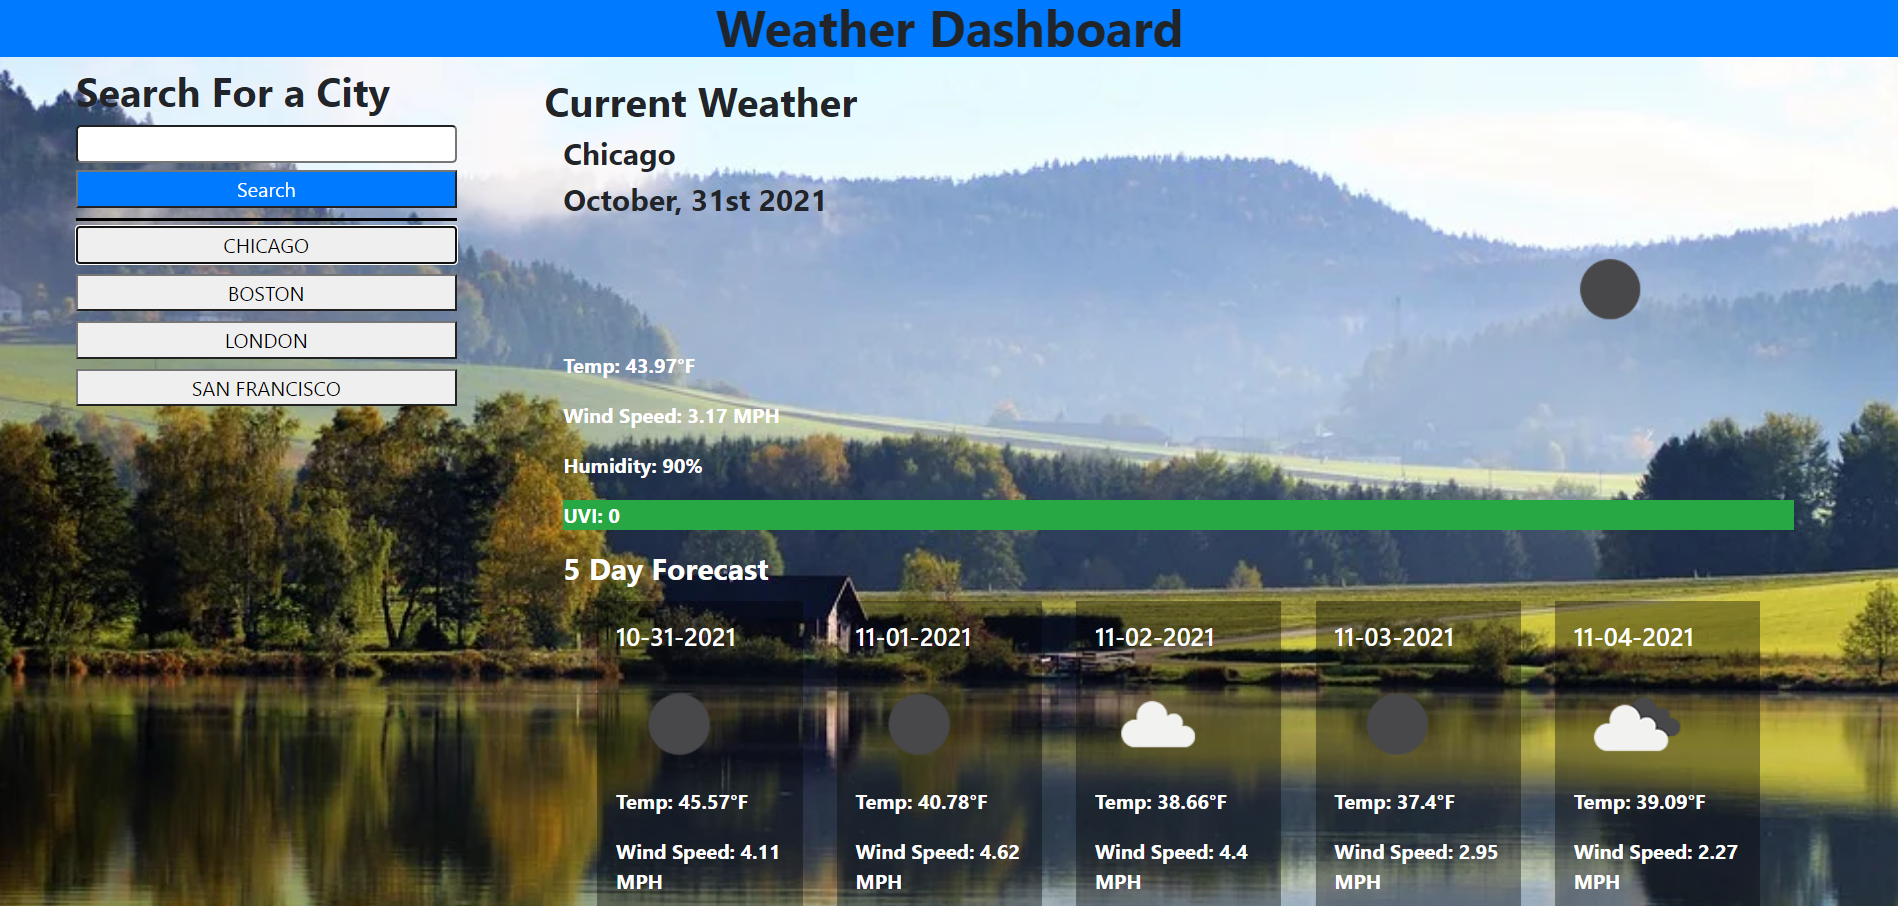 Weather Dashboard
Search For a City
Search
CHICAGO
BOSTON
LONDON
SAN FRANCISCO
Current Weather
Chicago
October, 31st 2021
Temp: 43.97°F
Wind Speed: 3.17 MPH
Humidity: 90%
UVI: 0
5 Day Forecast
10-31-2021
Temp: 45.57°F
Wind Speed: 4.11
MPH
11-01-2021
Temp: 40.78°F
Wind Speed: 4.62
MPH
11-02-2021
Temp: 38.66°F
Wind Speed: 4.4
MPH
11-03-2021
Temp: 37.4°F
Wind Speed: 2.95
MPH
11-04-2021
Temp: 39.09°F
Wind Speed: 2.27
MPH